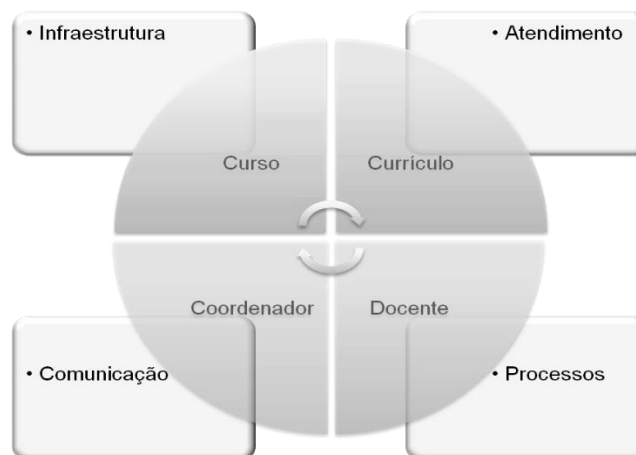 • Infraestrutura
• Atendimento
Curso
Currículo
Coordenador
Docente
• Comunicação
• Processos